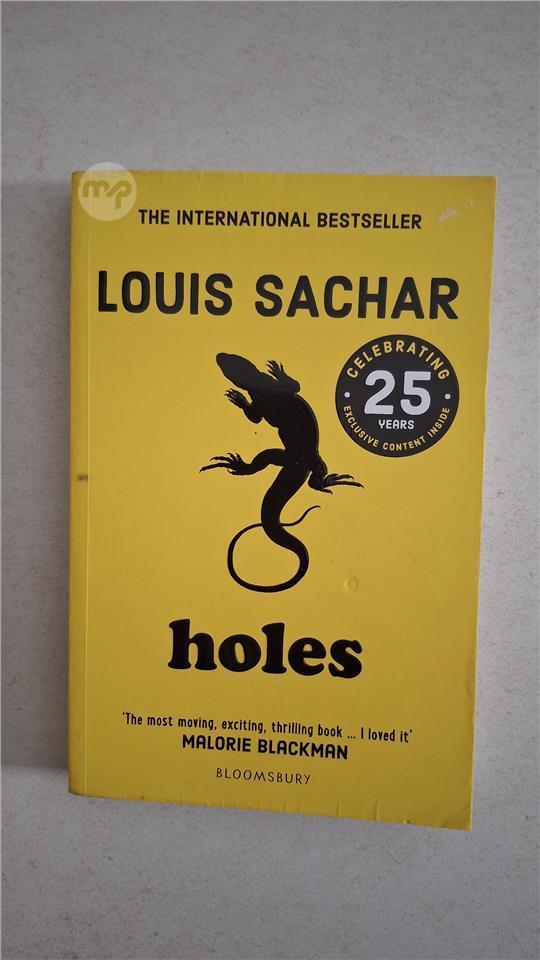 mp
THE INTERNATIONAL BESTSELLER
LOUIS SACHAR
CELEBRATING
25
YEARS
EXCLUSIVE CONTENT INSIDE
holes
'The most moving, exciting, thrilling book ... I loved it'
MALORIE BLACKMAN
BLOOMSBURY